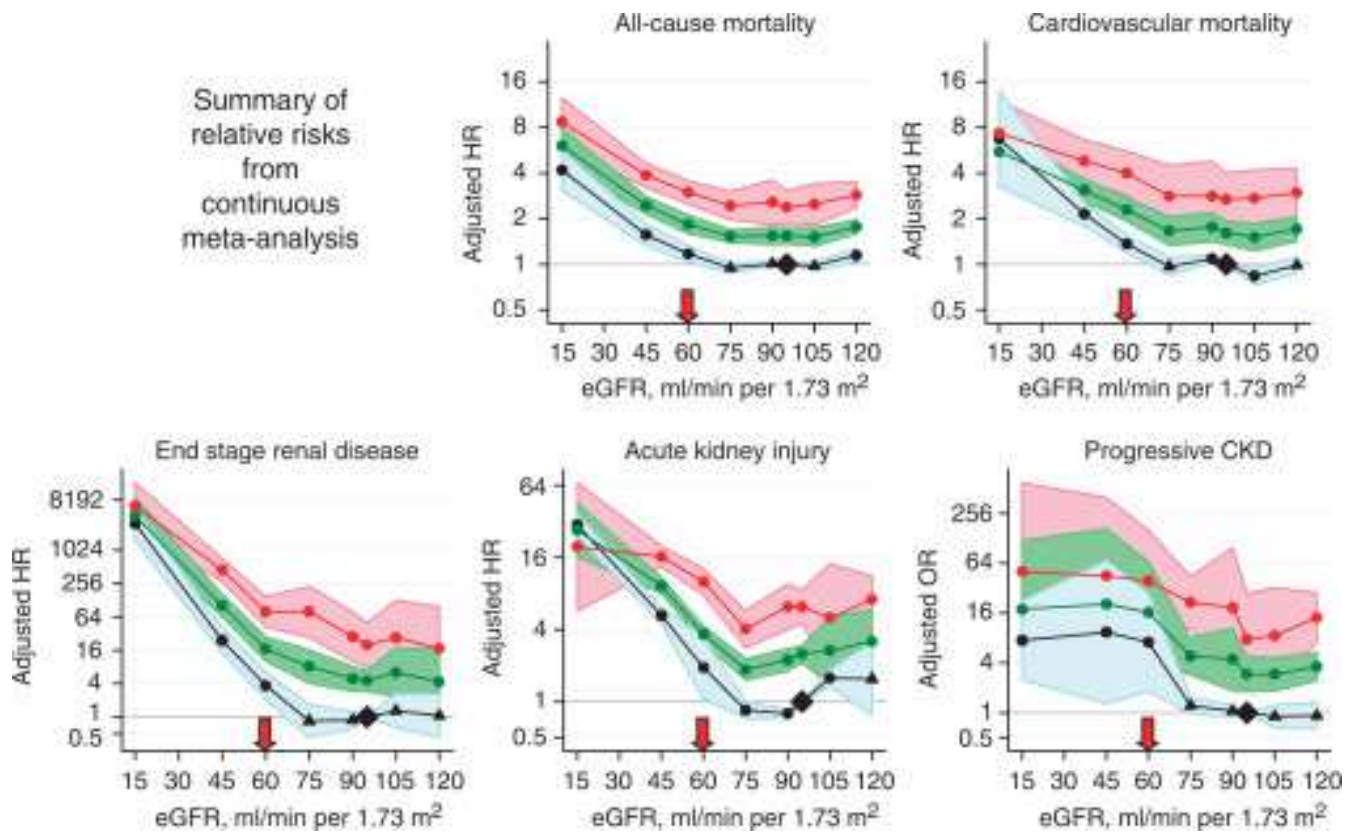 Summary of
relative risks
from
continuous
meta-analysis
All-cause mortality
Adjusted HR
16
8
4
2
1
0.5
15 30 45 60 75 90 105 120
eGFR, ml/min per 1.73 m²
Cardiovascular mortality
Adjusted HR
16
8
4
2
1
0.5
15 30 45 60 75 90 105 120
eGFR, ml/min per 1.73 m²
End stage renal disease
Adjusted HR
8192
1024
256
64
16
4
1
0.5
15 30 45 60 75 90 105 120
eGFR, ml/min per 1.73 m²
Acute kidney injury
Adjusted HR
64
16
4
1
0.5
15 30 45 60 75 90 105 120
eGFR, ml/min per 1.73 m²
Progressive CKD
Adjusted OR
256
64
16
4
1
0.5
15 30 45 60 75 90 105 120
eGFR, ml/min per 1.73 m²